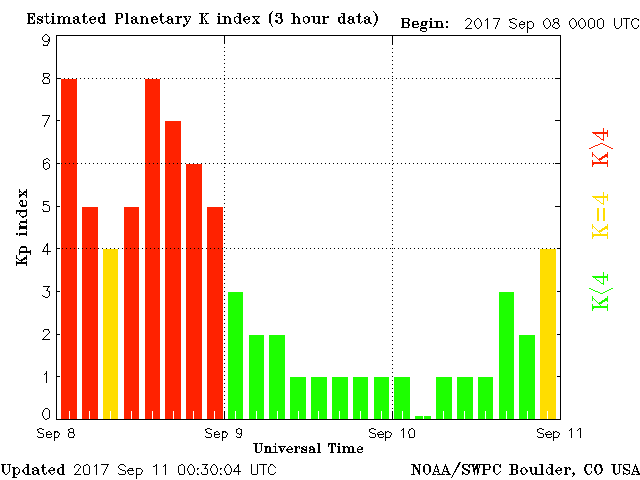 Estimated Planetary K index (3 hour data) Begin: 2017 Sep 08 0000 UTC
9
8
7
6
5
4
3
2
1
0
Kp index
K>4
K=4
K<4
Sep 8 Sep 9 Sep 10 Sep 11
Universal Time
Updated 2017 Sep 11 00:30:04 UTC NOAA/SWPC Boulder, CO USA